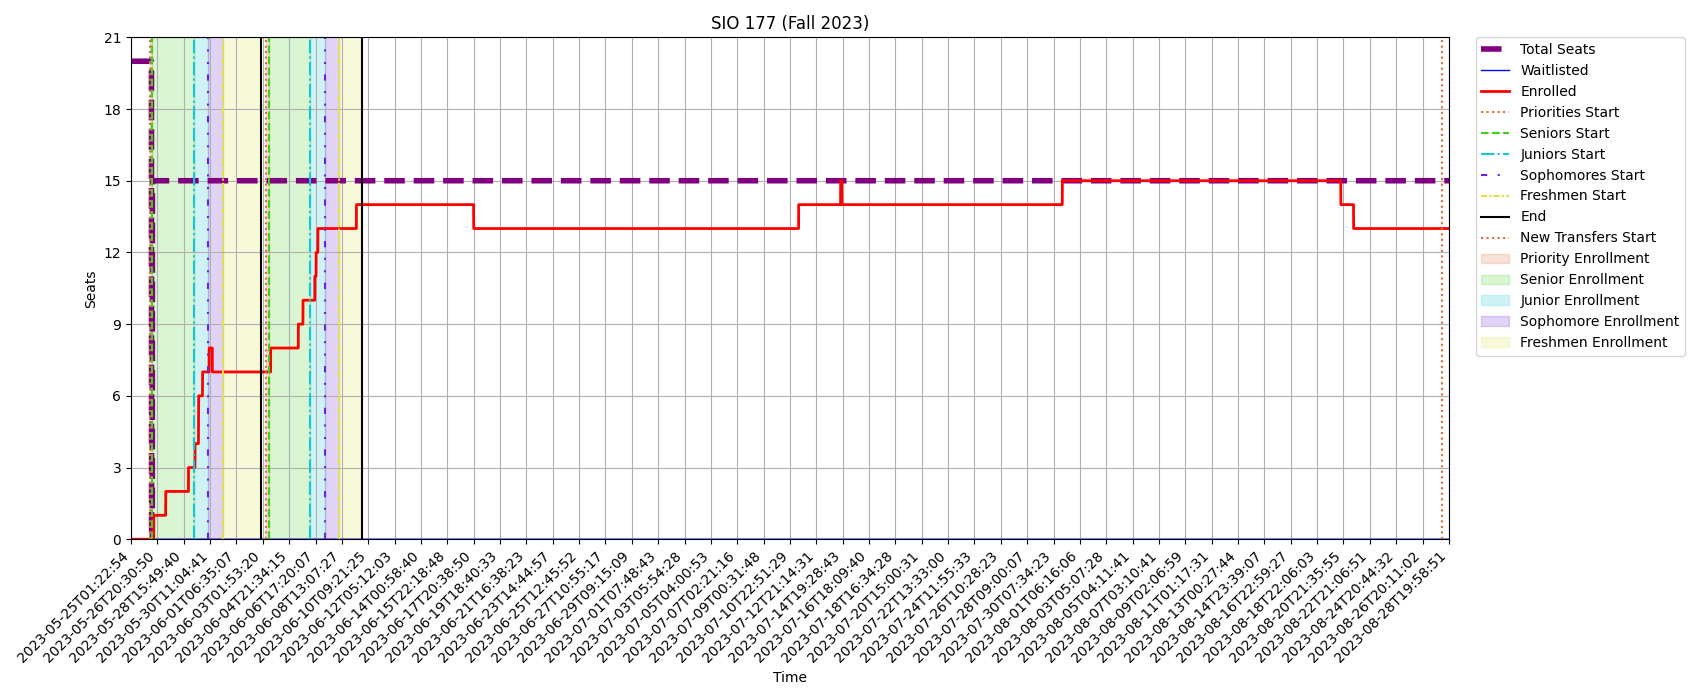 SIO 177 (Fall 2023)
21
18
15
12
9
6
3
0
Seats
Total Seats
Waitlisted
Enrolled
Priorities Start
Seniors Start
Juniors Start
Sophomores Start
Freshmen Start
End
New Transfers Start
Priority Enrollment
Senior Enrollment
Junior Enrollment
Sophomore Enrollment
Freshmen Enrollment
2023-05-25T01:22:54
2023-05-26T20:30:50
2023-05-28T15:49:40
2023-05-30T11:04:41
2023-06-01T06:35:07
2023-06-03T01:53:20
2023-06-04T21:34:15
2023-06-06T17:20:07
2023-06-08T13:07:27
2023-06-10T09:21:25
2023-06-12T05:12:03
2023-06-14T00:58:40
2023-06-15T22:18:48
2023-06-17T20:38:50
2023-06-19T18:40:33
2023-06-21T16:38:23
2023-06-23T14:44:57
2023-06-25T12:45:52
2023-06-27T10:55:17
2023-06-29T09:15:09
2023-07-01T07:48:43
2023-07-03T05:54:28
2023-07-05T04:00:53
2023-07-07T02:21:16
2023-07-09T00:31:48
2023-07-10T22:51:29
2023-07-12T21:14:31
2023-07-14T19:28:43
2023-07-16T18:09:40
2023-07-18T16:34:28
2023-07-20T15:00:31
2023-07-22T13:33:00
2023-07-24T11:55:33
2023-07-26T10:28:23
2023-07-28T09:00:07
2023-07-30T07:34:23
2023-08-01T06:16:06
2023-08-03T05:07:28
2023-08-05T04:11:41
2023-08-07T03:10:41
2023-08-09T02:06:59
2023-08-11T01:17:31
2023-08-13T00:27:44
2023-08-14T23:39:07
2023-08-16T22:59:27
2023-08-18T22:06:03
2023-08-20T21:35:55
2023-08-22T21:06:51
2023-08-24T20:44:32
2023-08-26T20:11:02
2023-08-28T19:58:51
Time